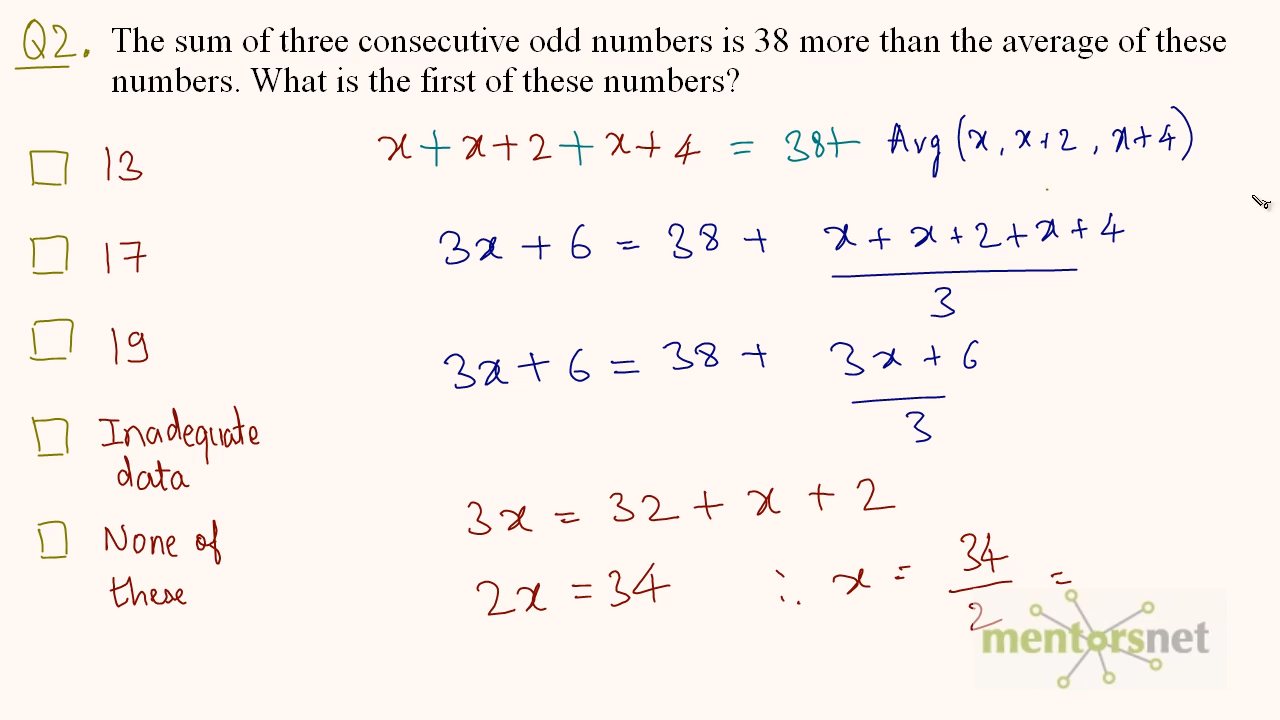 Q2. The sum of three consecutive odd numbers is 38 more than the average of these
numbers. What is the first of these numbers?
x + x + 2 + x + 4 = 38 + Avg (x, x+2, x+4)
13
3x + 6 = 38 + x + x + 2 + x + 4
3
17
3x + 6 = 38 + 3x + 6
3
19
Inadequate
data
3x = 32 + x + 2
None of
these
2x = 34 ∴ x = 34 =
2
mentorsnet